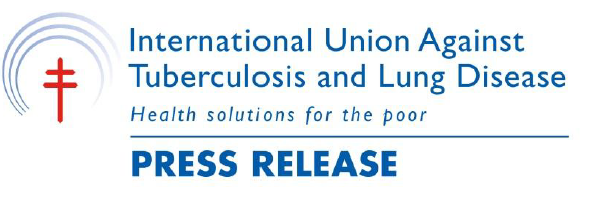 International Union Against
Tuberculosis and Lung Disease
Health solutions for the poor
PRESS RELEASE